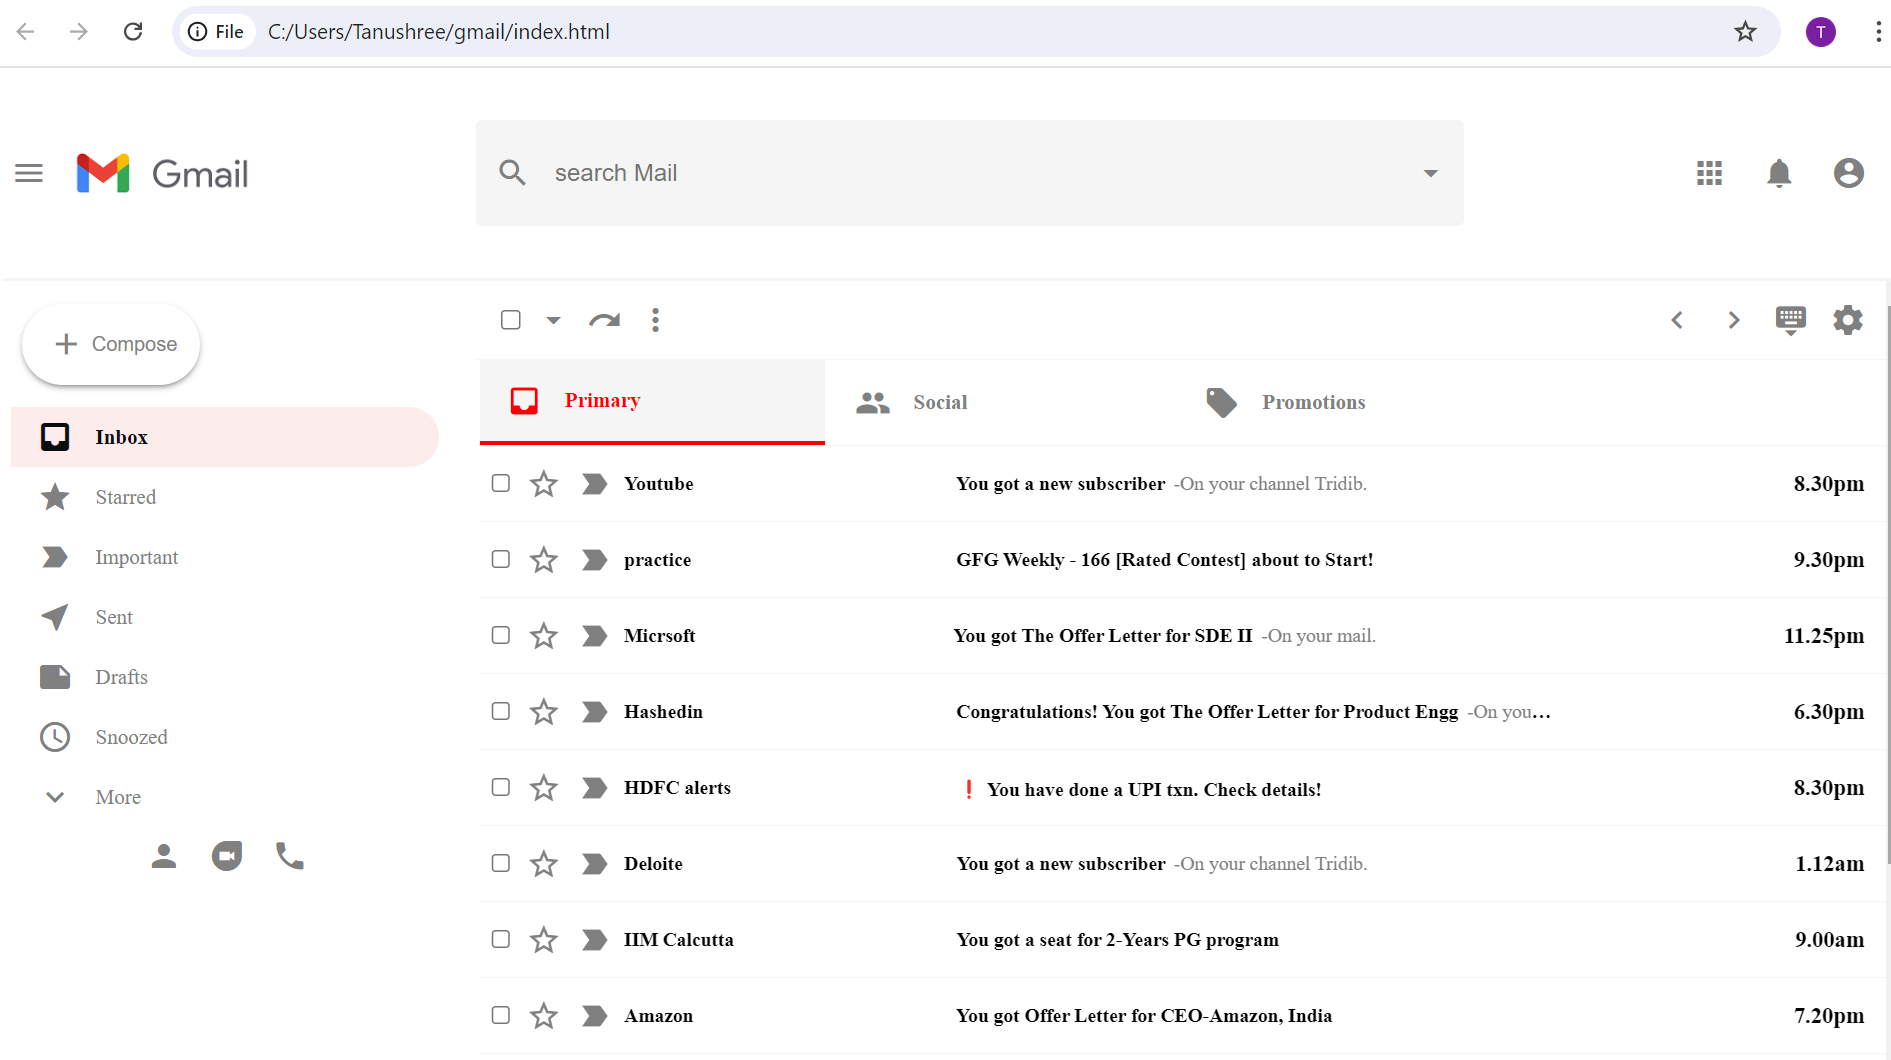 File C:/Users/Tanushree/gmail/index.html T
Gmail search Mail
Compose
Inbox
Starred
Important
Sent
Drafts
Snoozed
More
Primary Social Promotions
Youtube You got a new subscriber -On your channel Tridib. 8.30pm
practice GFG Weekly - 166 [Rated Contest] about to Start! 9.30pm
Micrsoft You got The Offer Letter for SDE II -On your mail. 11.25pm
Hashedin Congratulations! You got The Offer Letter for Product Engg -On you... 6.30pm
HDFC alerts ❗ You have done a UPI txn. Check details! 8.30pm
Deloite You got a new subscriber -On your channel Tridib. 1.12am
IIM Calcutta You got a seat for 2-Years PG program 9.00am
Amazon You got Offer Letter for CEO-Amazon, India 7.20pm